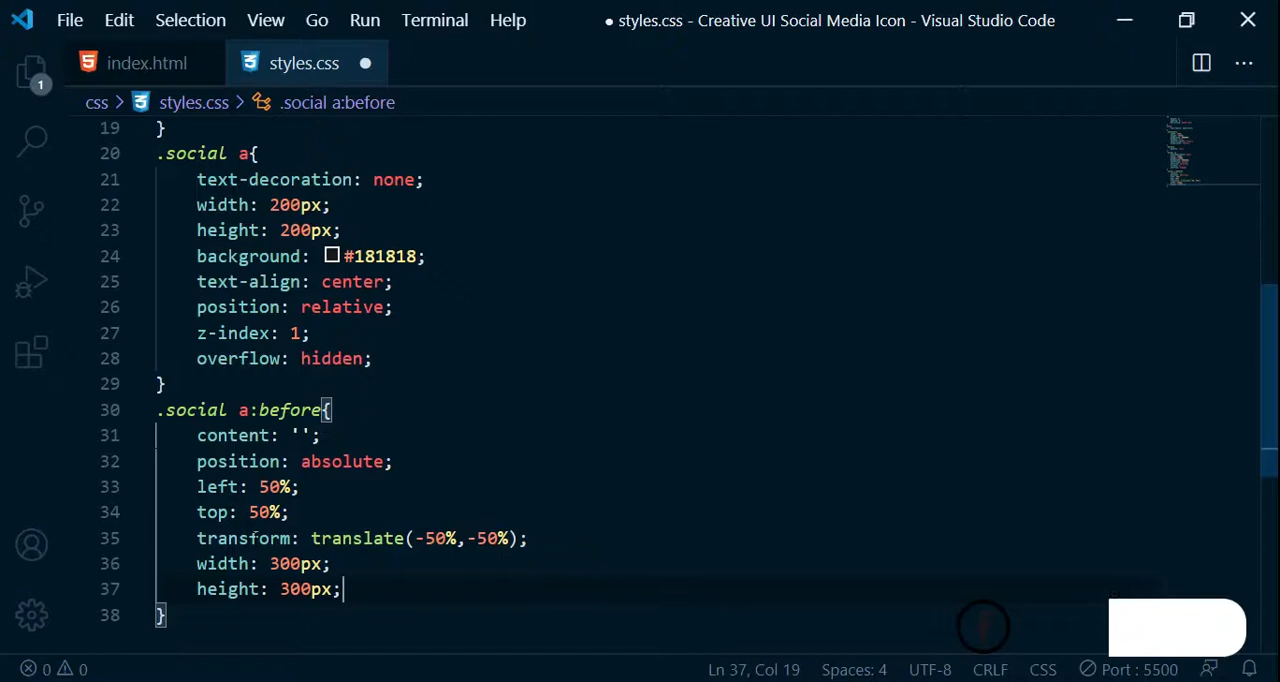 File Edit Selection View Go Run Terminal Help ● styles.css - Creative UI Social Media Icon - Visual Studio Code
index.html styles.css
1
css > styles.css > .social a:before
19 }
20 .social a{
21 text-decoration: none;
22 width: 200px;
23 height: 200px;
24 background: #181818;
25 text-align: center;
26 position: relative;
27 z-index: 1;
28 overflow: hidden;
29 }
30 .social a:before{
31 content: '';
32 position: absolute;
33 left: 50%;
34 top: 50%;
35 transform: translate(-50%,-50%);
36 width: 300px;
37 height: 300px;
38 }
0 0 Ln 37, Col 19 Spaces: 4 UTF-8 CRLF CSS Port : 5500